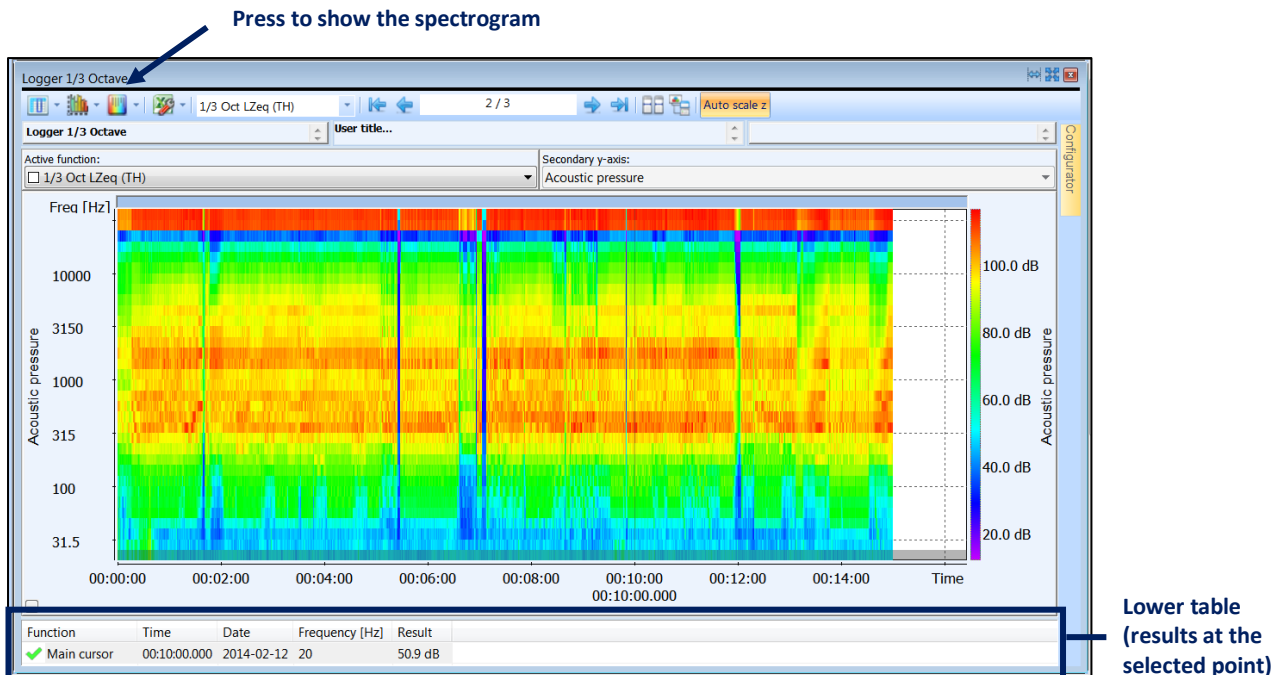 Press to show the spectrogram
Logger 1/3 Octave
1/3 Oct LZeq (TH)
2 / 3
Auto scale z
Logger 1/3 Octave
User title...
Configurator
Active function:
Secondary y-axis:
1/3 Oct LZeq (TH)
Acoustic pressure
Freq [Hz]
10000
3150
1000
315
100
31.5
Acoustic pressure
100.0 dB
80.0 dB
60.0 dB
40.0 dB
20.0 dB
Acoustic pressure
00:00:00 00:02:00 00:04:00 00:06:00 00:08:00 00:10:00 00:12:00 00:14:00 Time
00:10:00.000
Function Time Date Frequency [Hz] Result
Main cursor 00:10:00.000 2014-02-12 20 50.9 dB
Lower table
(results at the
selected point)